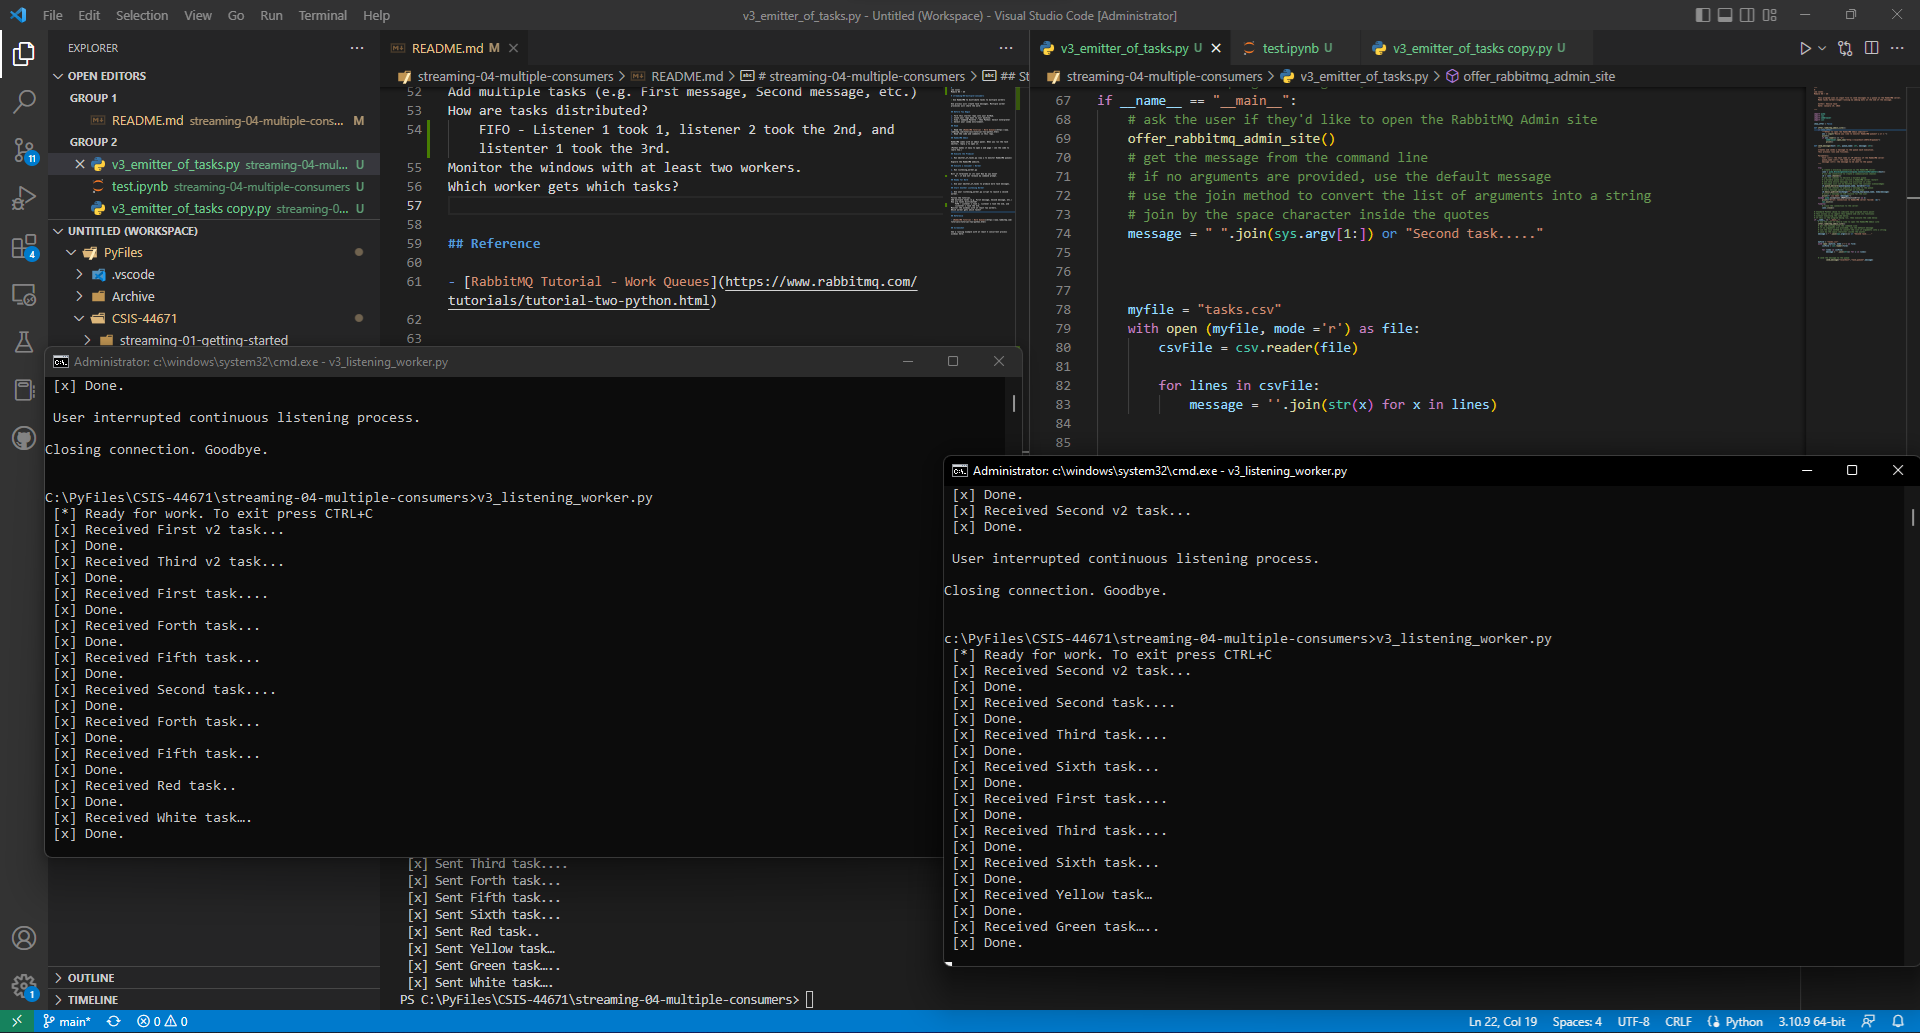 File Edit Selection View Go Run Terminal Help
v3_emitter_of_tasks.py - Untitled (Workspace) - Visual Studio Code [Administrator]
EXPLORER
OPEN EDITORS
GROUP 1
README.md streaming-04-multiple-cons... M
GROUP 2
v3_emitter_of_tasks.py streaming-04-mul... U
test.ipynb streaming-04-multiple-consumers U
v3_emitter_of_tasks copy.py streaming-0... U
UNTITLED (WORKSPACE)
PyFiles
.vscode
Archive
CSIS-44671
streaming-01-getting-started
11
4
OUTLINE
TIMELINE
1
README.md M
streaming-04-multiple-consumers > README.md > # streaming-04-multiple-consumers > ## St
52 Add multiple tasks (e.g. First message, Second message, etc.)
53 How are tasks distributed?
54 FIFO - Listener 1 took 1, listener 2 took the 2nd, and
listenter 1 took the 3rd.
55 Monitor the windows with at least two workers.
56 Which worker gets which tasks?
57
58
59 ## Reference
60
61 - [RabbitMQ Tutorial - Work Queues](https://www.rabbitmq.com/
tutorials/tutorial-two-python.html)
62
63
v3_emitter_of_tasks.py U
test.ipynb U
v3_emitter_of_tasks copy.py U
streaming-04-multiple-consumers > v3_emitter_of_tasks.py > offer_rabbitmq_admin_site
67 if __name__ == "__main__":
68 # ask the user if they'd like to open the RabbitMQ Admin site
69 offer_rabbitmq_admin_site()
70 # get the message from the command line
71 # if no arguments are provided, use the default message
72 # use the join method to convert the list of arguments into a string
73 # join by the space character inside the quotes
74 message = " ".join(sys.argv[1:]) or "Second task....."
75
76
77
78 myfile = "tasks.csv"
79 with open (myfile, mode ='r') as file:
80 csvFile = csv.reader(file)
81
82 for lines in csvFile:
83 message = ''.join(str(x) for x in lines)
84
85
Administrator: c:\windows\system32\cmd.exe - v3_listening_worker.py
[x] Done.
User interrupted continuous listening process.
Closing connection. Goodbye.
C:\PyFiles\CSIS-44671\streaming-04-multiple-consumers>v3_listening_worker.py
[*] Ready for work. To exit press CTRL+C
[x] Received First v2 task...
[x] Done.
[x] Received Third v2 task...
[x] Done.
[x] Received First task....
[x] Done.
[x] Received Forth task...
[x] Done.
[x] Received Fifth task...
[x] Done.
[x] Received Second task....
[x] Done.
[x] Received Forth task...
[x] Done.
[x] Received Fifth task...
[x] Done.
[x] Received Red task..
[x] Done.
[x] Received White task….
[x] Done.
Administrator: c:\windows\system32\cmd.exe - v3_listening_worker.py
[x] Done.
[x] Received Second v2 task...
[x] Done.
User interrupted continuous listening process.
Closing connection. Goodbye.
c:\PyFiles\CSIS-44671\streaming-04-multiple-consumers>v3_listening_worker.py
[*] Ready for work. To exit press CTRL+C
[x] Received Second v2 task...
[x] Done.
[x] Received Second task....
[x] Done.
[x] Received Third task....
[x] Done.
[x] Received Sixth task...
[x] Done.
[x] Received First task....
[x] Done.
[x] Received Third task....
[x] Done.
[x] Received Sixth task...
[x] Done.
[x] Received Yellow task…
[x] Done.
[x] Received Green task…..
[x] Done.
[x] Sent Third task....
[x] Sent Forth task...
[x] Sent Fifth task...
[x] Sent Sixth task...
[x] Sent Red task..
[x] Sent Yellow task…
[x] Sent Green task…..
[x] Sent White task….
PS C:\PyFiles\CSIS-44671\streaming-04-multiple-consumers>
main* 0 0
Ln 22, Col 19 Spaces: 4 UTF-8 CRLF Python 3.10.9 64-bit